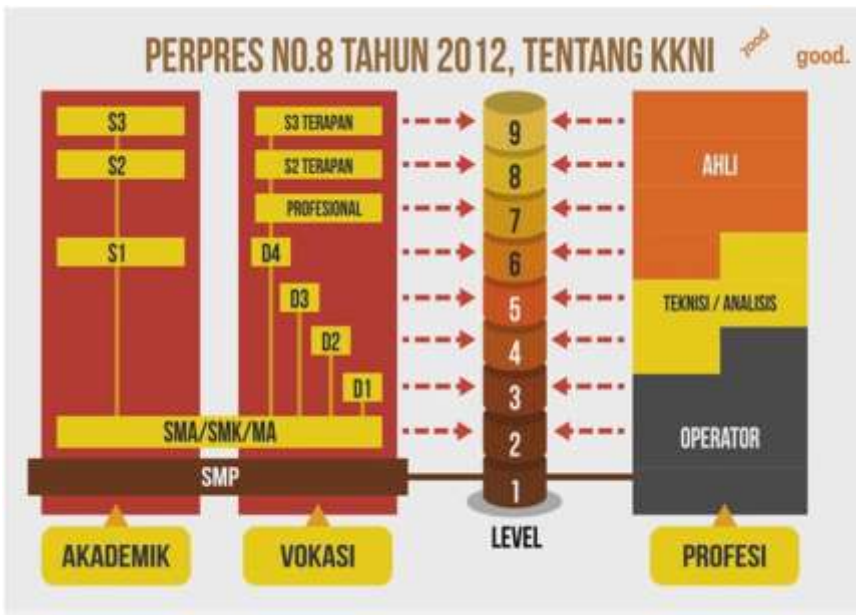 PERPRES NO.8 TAHUN 2012, TENTANG KKNI
good
good.
S3
S3 TERAPAN
9
AHLI
S2
S2 TERAPAN
8
PROFESIONAL
7
S1
D4
6
D3
5
TEKNISI / ANALISIS
D2
4
D1
3
SMA/SMK/MA
2
OPERATOR
SMP
1
LEVEL
AKADEMIK
VOKASI
PROFESI